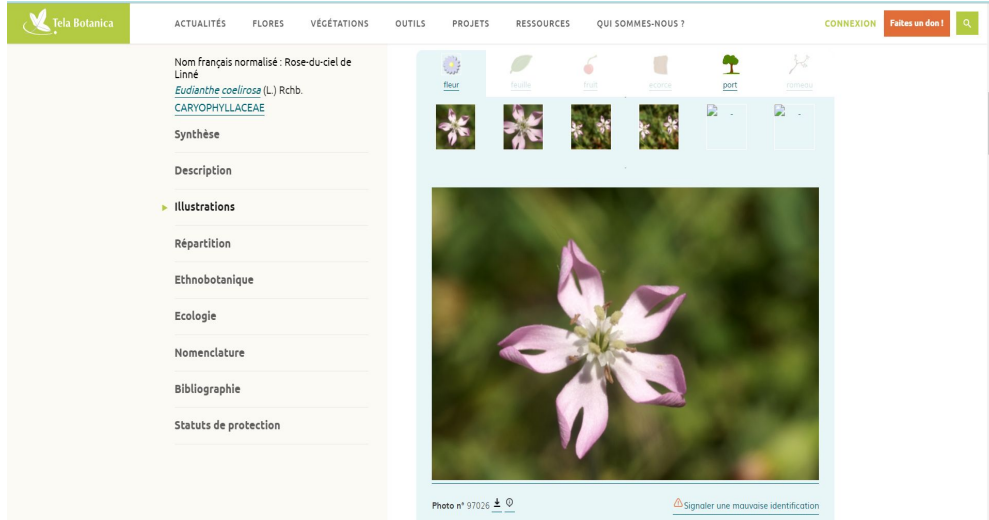 Tela Botanica
ACTUALITÉS FLORES VÉGÉTATIONS OUTILS PROJETS RESSOURCES QUI SOMMES-NOUS ? CONNEXION Faites un don !
Nom français normalisé : Rose-du-ciel de
Linné
Eudianthe coelirosa (L.) Rchb.
CARYOPHYLLACEAE
Synthèse
Description
Illustrations
Répartition
Ethnobotanique
Ecologie
Nomenclature
Bibliographie
Statuts de protection
fleur feuille fruit ecorce port rameau
Photo n° 97026
Signaler une mauvaise identification